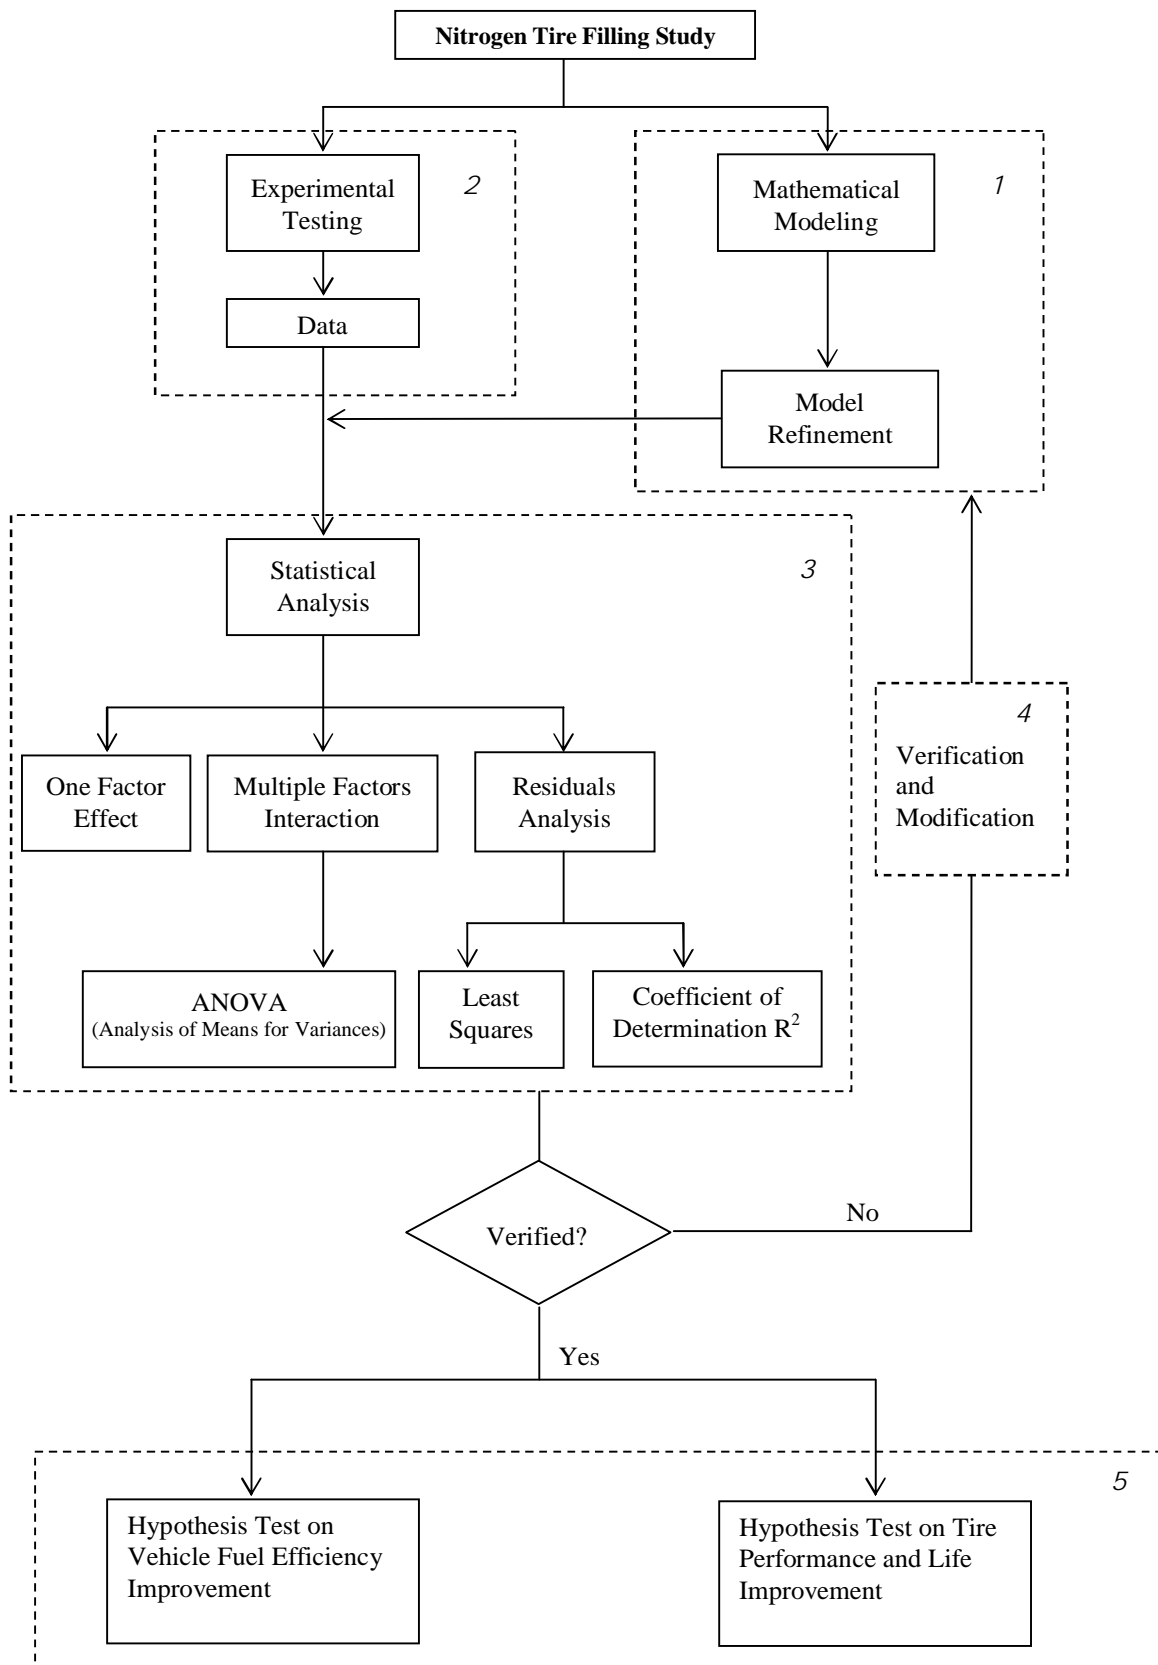 Nitrogen Tire Filling Study
Experimental
Testing
2
Mathematical
Modeling
1
Data
Model
Refinement
Statistical
Analysis
3
4
Verification
and
Modification
One Factor
Effect
Multiple Factors
Interaction
Residuals
Analysis
ANOVA
(Analysis of Means for Variances)
Least
Squares
Coefficient of
Determination R²
Verified?
No
Yes
5
Hypothesis Test on
Vehicle Fuel Efficiency
Improvement
Hypothesis Test on Tire
Performance and Life
Improvement